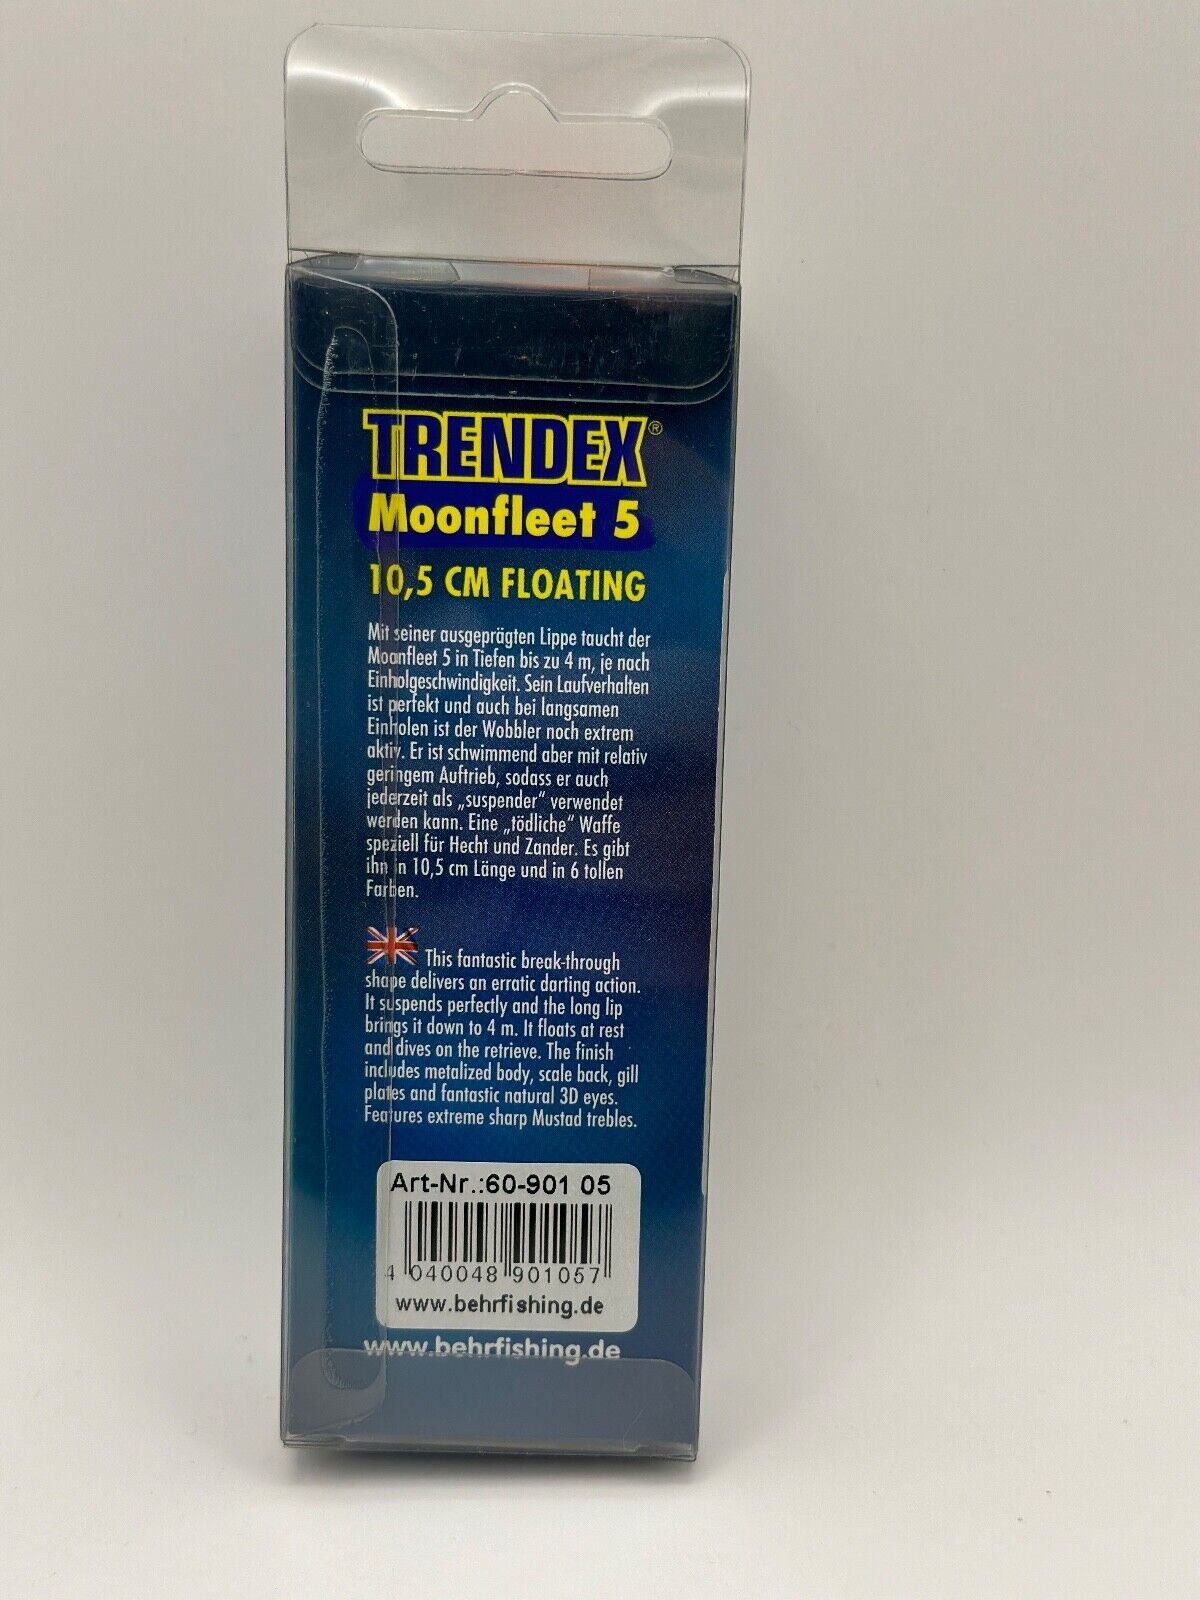 TRENDEX®
Moonfleet 5
10,5 CM FLOATING
Mit seiner ausgeprägten Lippe taucht der
Moonfleet 5 in Tiefen bis zu 4 m, je nach
Einholgeschwindigkeit. Sein Laufverhalten
ist perfekt und auch bei langsamen
Einholen ist der Wobbler noch extrem
aktiv. Er ist schwimmend aber mit relativ
geringem Auftrieb, sodass er auch
jederzeit als „suspender“ verwendet
werden kann. Eine „tödliche“ Waffe
speziell für Hecht und Zander. Es gibt
ihn in 10,5 cm Länge und in 6 tollen
Farben.
This fantastic break-through
shape delivers an erratic darting action.
It suspends perfectly and the long lip
brings it down to 4 m. It floats at rest
and dives on the retrieve. The finish
includes metalized body, scale back, gill
plates and fantastic natural 3D eyes.
Features extreme sharp Mustad trebles.
Art-Nr.:60-901 05
4 040048 901057
www.behrfishing.de
www.behrfishing.de